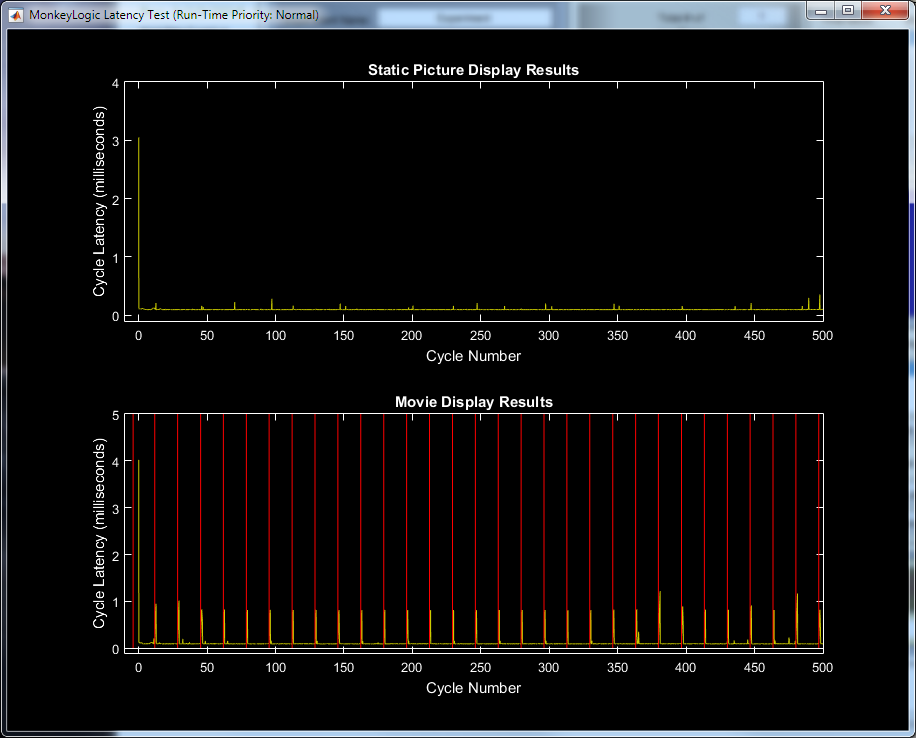 MonkeyLogic Latency Test (Run-Time Priority: Normal)
Static Picture Display Results
Cycle Latency (milliseconds)
4
3
2
1
0
0 50 100 150 200 250 300 350 400 450 500
Cycle Number
Movie Display Results
Cycle Latency (milliseconds)
5
4
3
2
1
0
0 50 100 150 200 250 300 350 400 450 500
Cycle Number